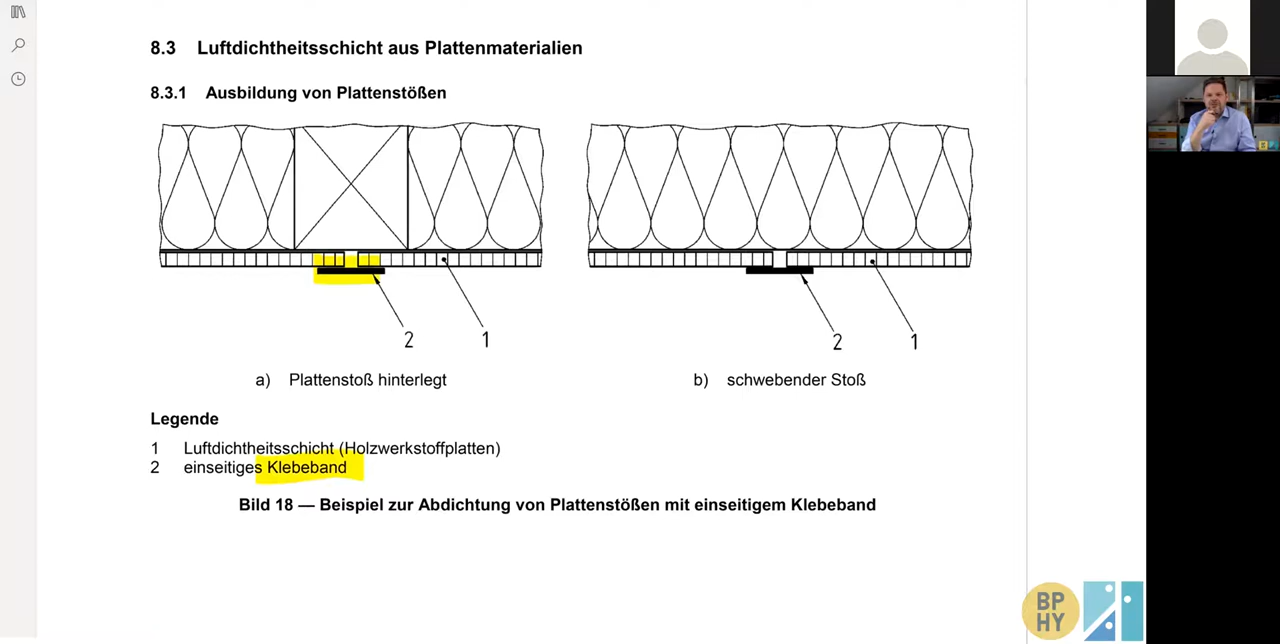 8.3 Luftdichtheitsschicht aus Plattenmaterialien
8.3.1 Ausbildung von Plattenstößen
2 1
2 1
a) Plattenstoß hinterlegt
b) schwebender Stoß
Legende
1 Luftdichtheitsschicht (Holzwerkstoffplatten)
2 einseitiges Klebeband
Bild 18 — Beispiel zur Abdichtung von Plattenstößen mit einseitigem Klebeband
BP
HY